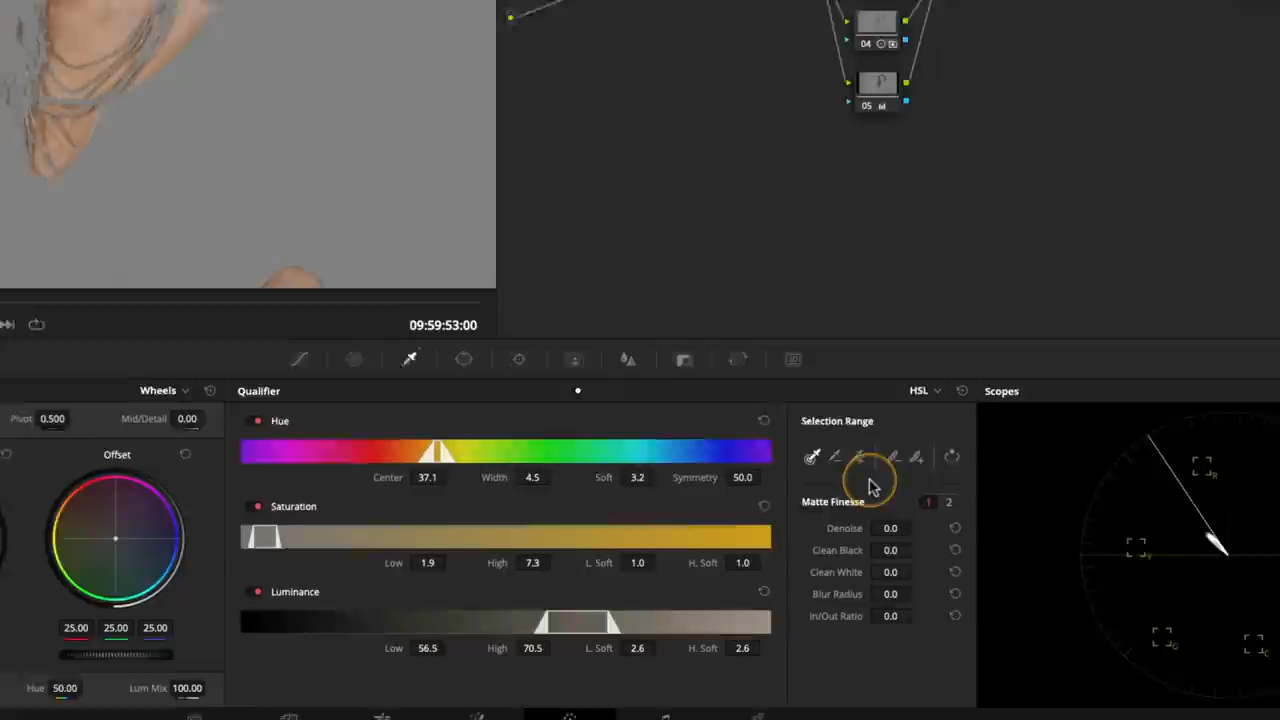 04
05
09:59:53:00
Wheels
Qualifier
HSL
Scopes
Pivot 0.500 Mid/Detail 0.00
Hue
Selection Range
Offset
Center 37.1 Width 4.5 Soft 3.2 Symmetry 50.0
Saturation
Matte Finesse 1 2
Denoise 0.0
Clean Black 0.0
Low 1.9 High 7.3 L. Soft 1.0 H. Soft 1.0
Clean White 0.0
Luminance
Blur Radius 0.0
In/Out Ratio 0.0
25.00 25.00 25.00
Low 56.5 High 70.5 L. Soft 2.6 H. Soft 2.6
Hue 50.00 Lum Mix 100.00
R
G
C